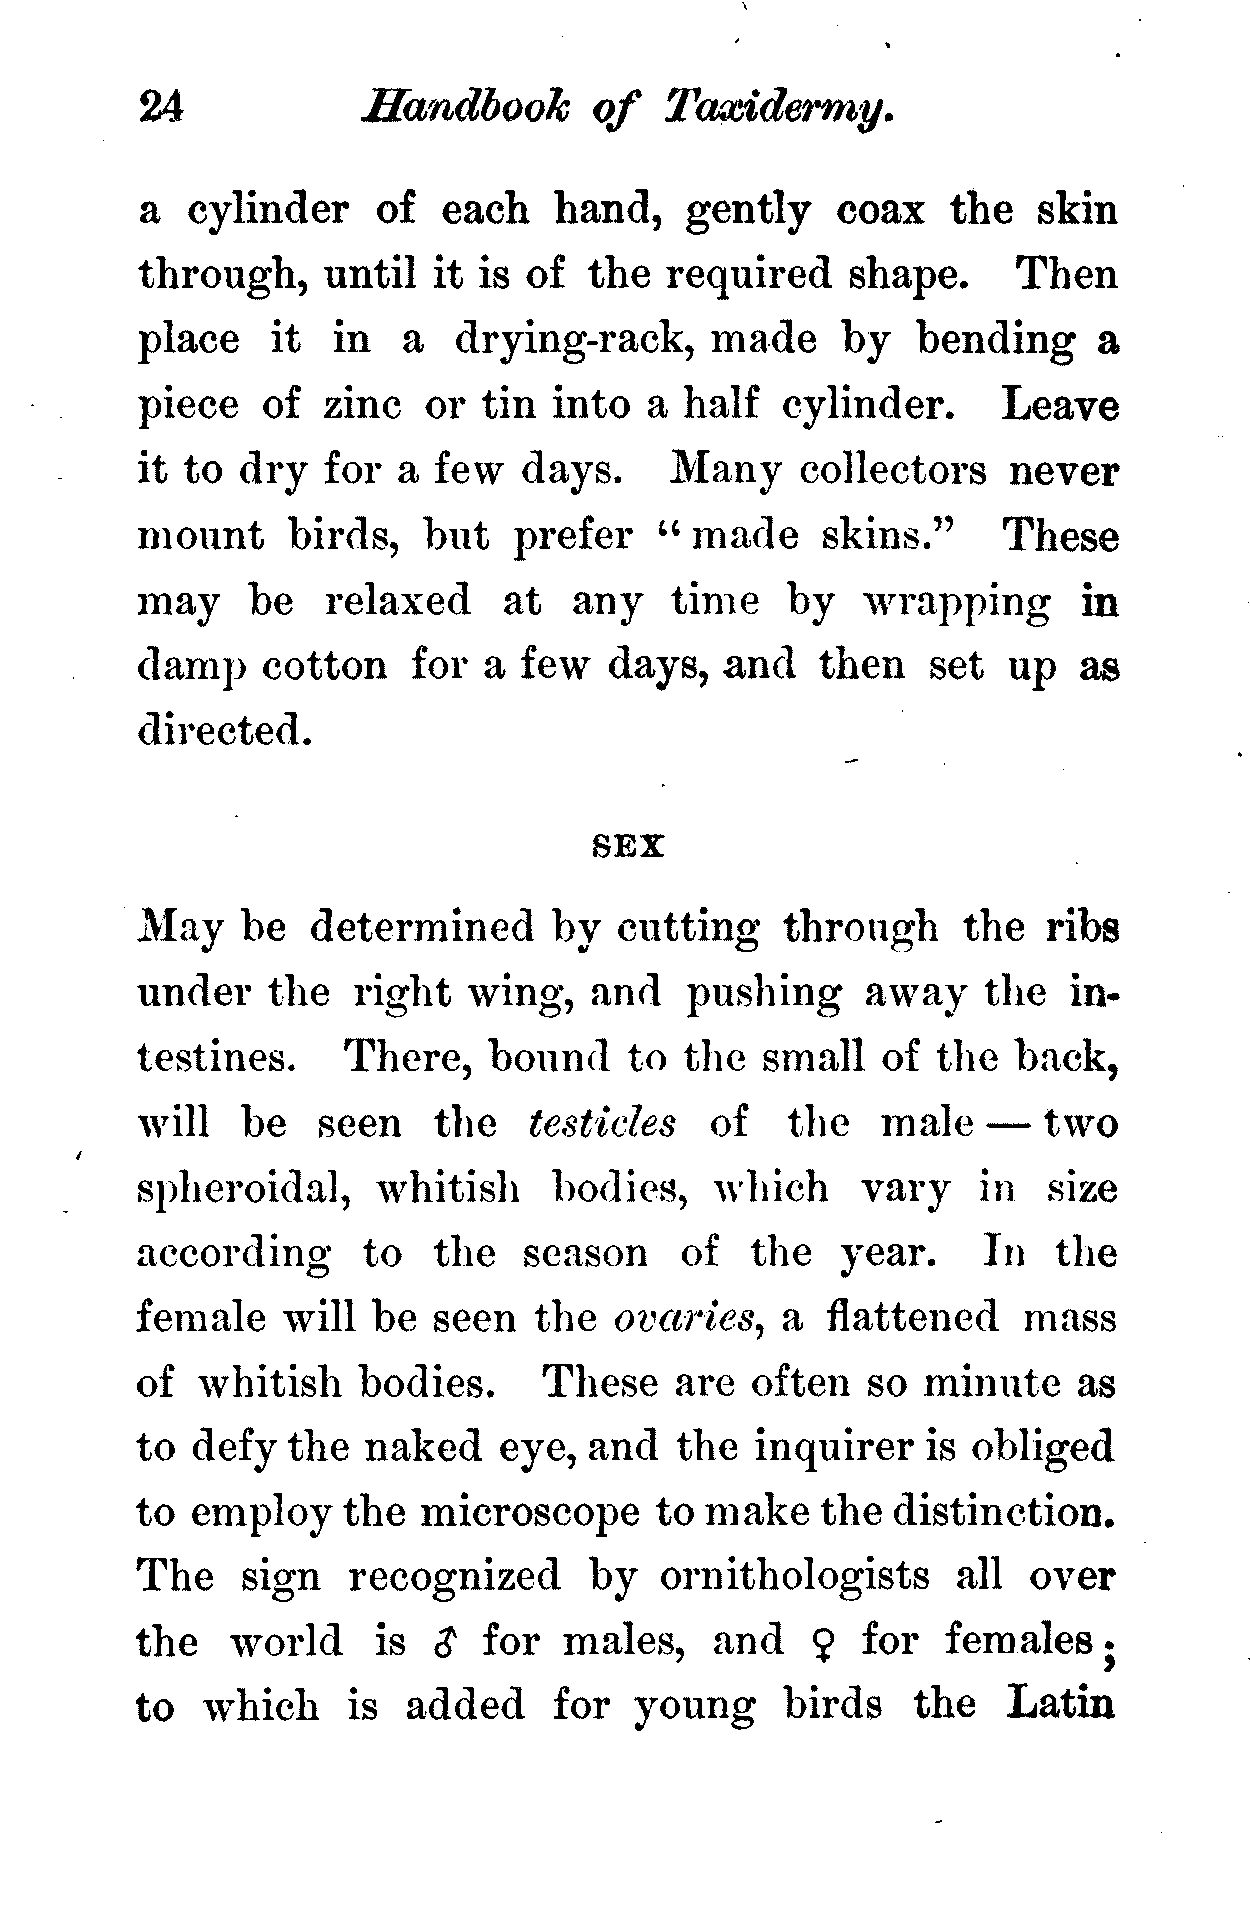 24 Handbook of Taxidermy.
a cylinder of each hand, gently coax the skin
through, until it is of the required shape. Then
place it in a drying-rack, made by bending a
piece of zinc or tin into a half cylinder. Leave
it to dry for a few days. Many collectors never
mount birds, but prefer “made skins.” These
may be relaxed at any time by wrapping in
damp cotton for a few days, and then set up as
directed.
SEX
May be determined by cutting through the ribs
under the right wing, and pushing away the in-
testines. There, bound to the small of the back,
will be seen the testicles of the male — two
spheroidal, whitish bodies, which vary in size
according to the season of the year. In the
female will be seen the ovaries, a flattened mass
of whitish bodies. These are often so minute as
to defy the naked eye, and the inquirer is obliged
to employ the microscope to make the distinction.
The sign recognized by ornithologists all over
the world is ♂ for males, and ♀ for females;
to which is added for young birds the Latin